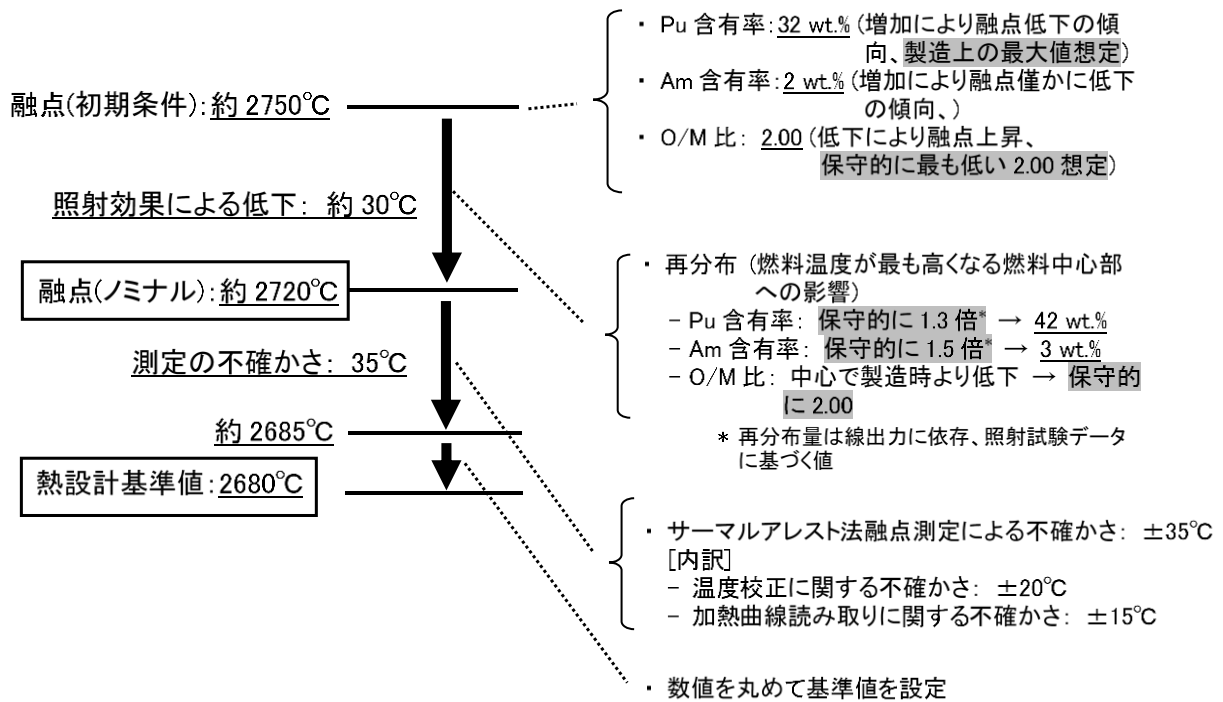 融点(初期条件)：約 2750℃
照射効果による低下： 約 30℃
融点(ノミナル)：約 2720℃
測定の不確かさ： 35℃
約 2685℃
熱設計基準値：2680℃
・ Pu 含有率：32 wt.% (増加により融点低下の傾
向、製造上の最大値想定)
・ Am 含有率：2 wt.% (増加により融点僅かに低下
の傾向、)
・ O/M 比： 2.00 (低下により融点上昇、
保守的に最も低い 2.00 想定)
・ 再分布 (燃料温度が最も高くなる燃料中心部
への影響)
− Pu 含有率： 保守的に 1.3 倍* → 42 wt.%
− Am 含有率： 保守的に 1.5 倍* → 3 wt.%
− O/M 比： 中心で製造時より低下 → 保守的
に 2.00
* 再分布量は線出力に依存、照射試験データ
に基づく値
・ サーマルアレスト法融点測定による不確かさ： ±35℃
[内訳]
− 温度校正に関する不確かさ： ±20℃
− 加熱曲線読み取りに関する不確かさ： ±15℃
・ 数値を丸めて基準値を設定